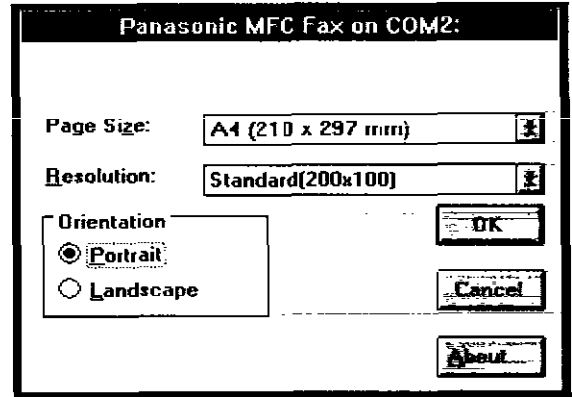 Panasonic MFC Fax on COM2:
Page Size: A4 (210 x 297 mm)
Resolution: Standard(200x100)
Orientation
Portrait
Landscape
OK
Cancel
About...